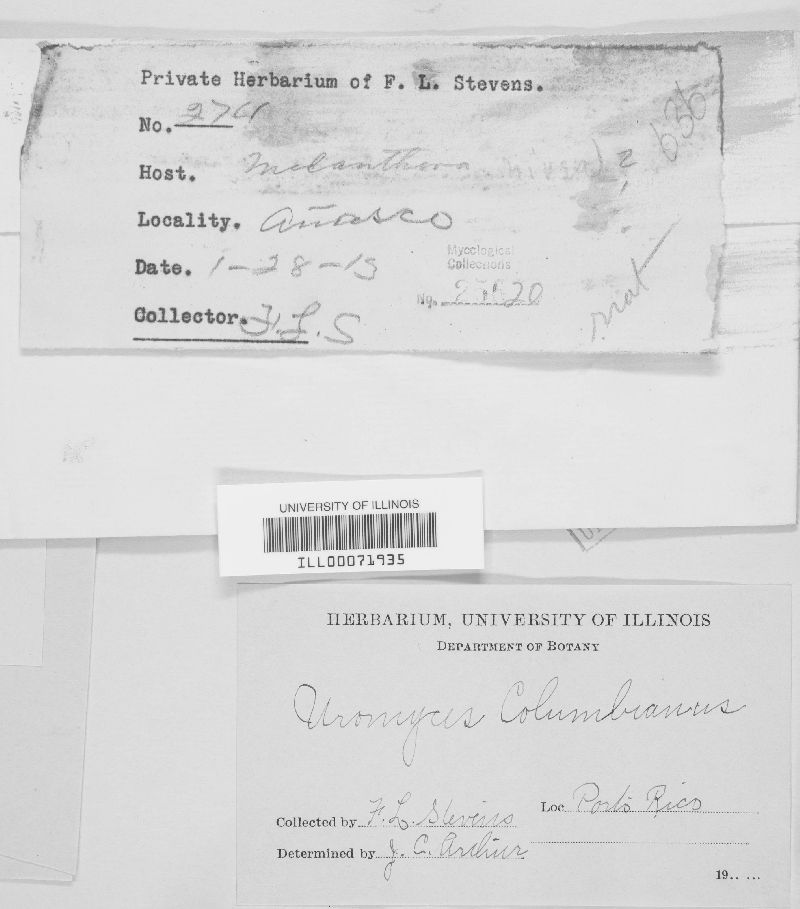 Private Herbarium of F. L. Stevens.
No. 
636
Host. Melanthera ?
Locality. Añasco
Date. 1-28-13
Mycological
Collections
No.
Collector. F.L.S
mat
UNIVERSITY OF ILLINOIS
ILL00071935
HERBARIUM, UNIVERSITY OF ILLINOIS
DEPARTMENT OF BOTANY
Uromyces Columbianus
Loc Porto Rico
Collected by F. L. Stevens
Determined by J. C. Arthur
19.. ...